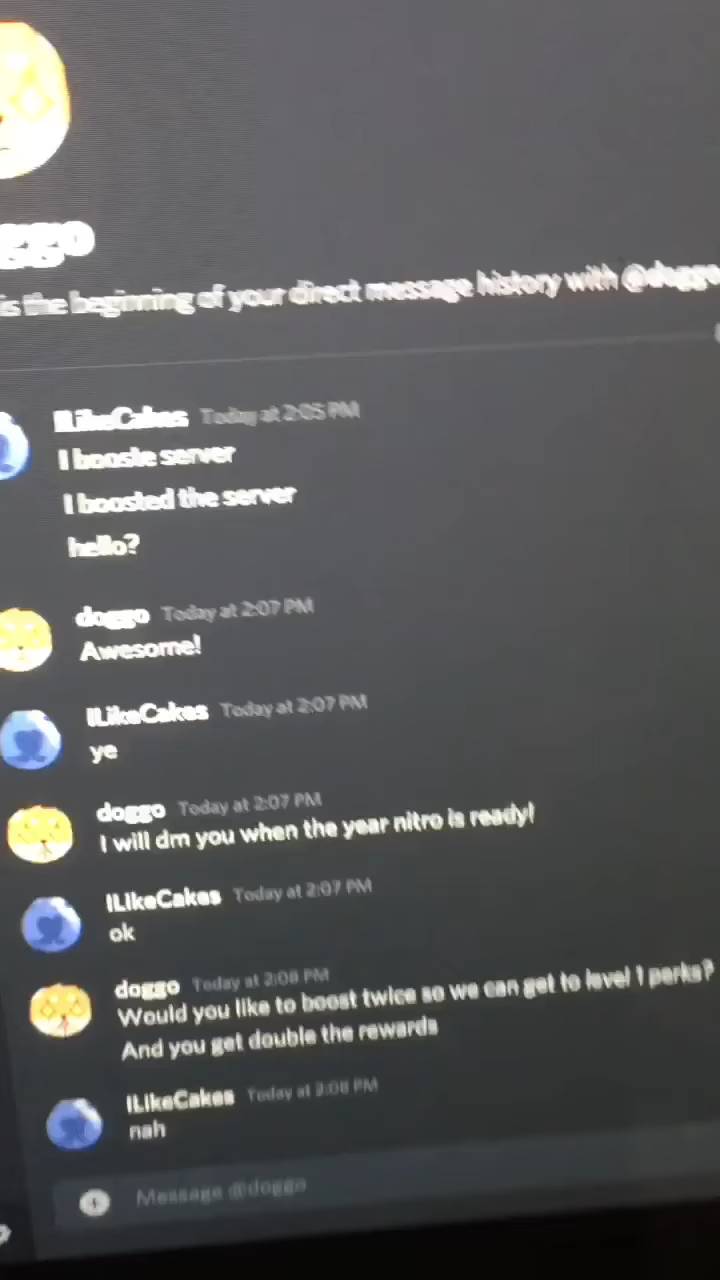 ggo
is the beginning of your direct message history with @doggo
ILikeCakes Today at 2:05 PM
I booste server
I boosted the server
hello?
doggo Today at 2:07 PM
Awesome!
ILikeCakes Today at 2:07 PM
ye
doggo Today at 2:07 PM
I will dm you when the year nitro is ready!
ILikeCakes Today at 2:07 PM
ok
doggo Today at 2:08 PM
Would you like to boost twice so we can get to level 1 perks?
And you get double the rewards
ILikeCakes Today at 2:08 PM
nah
Message @doggo